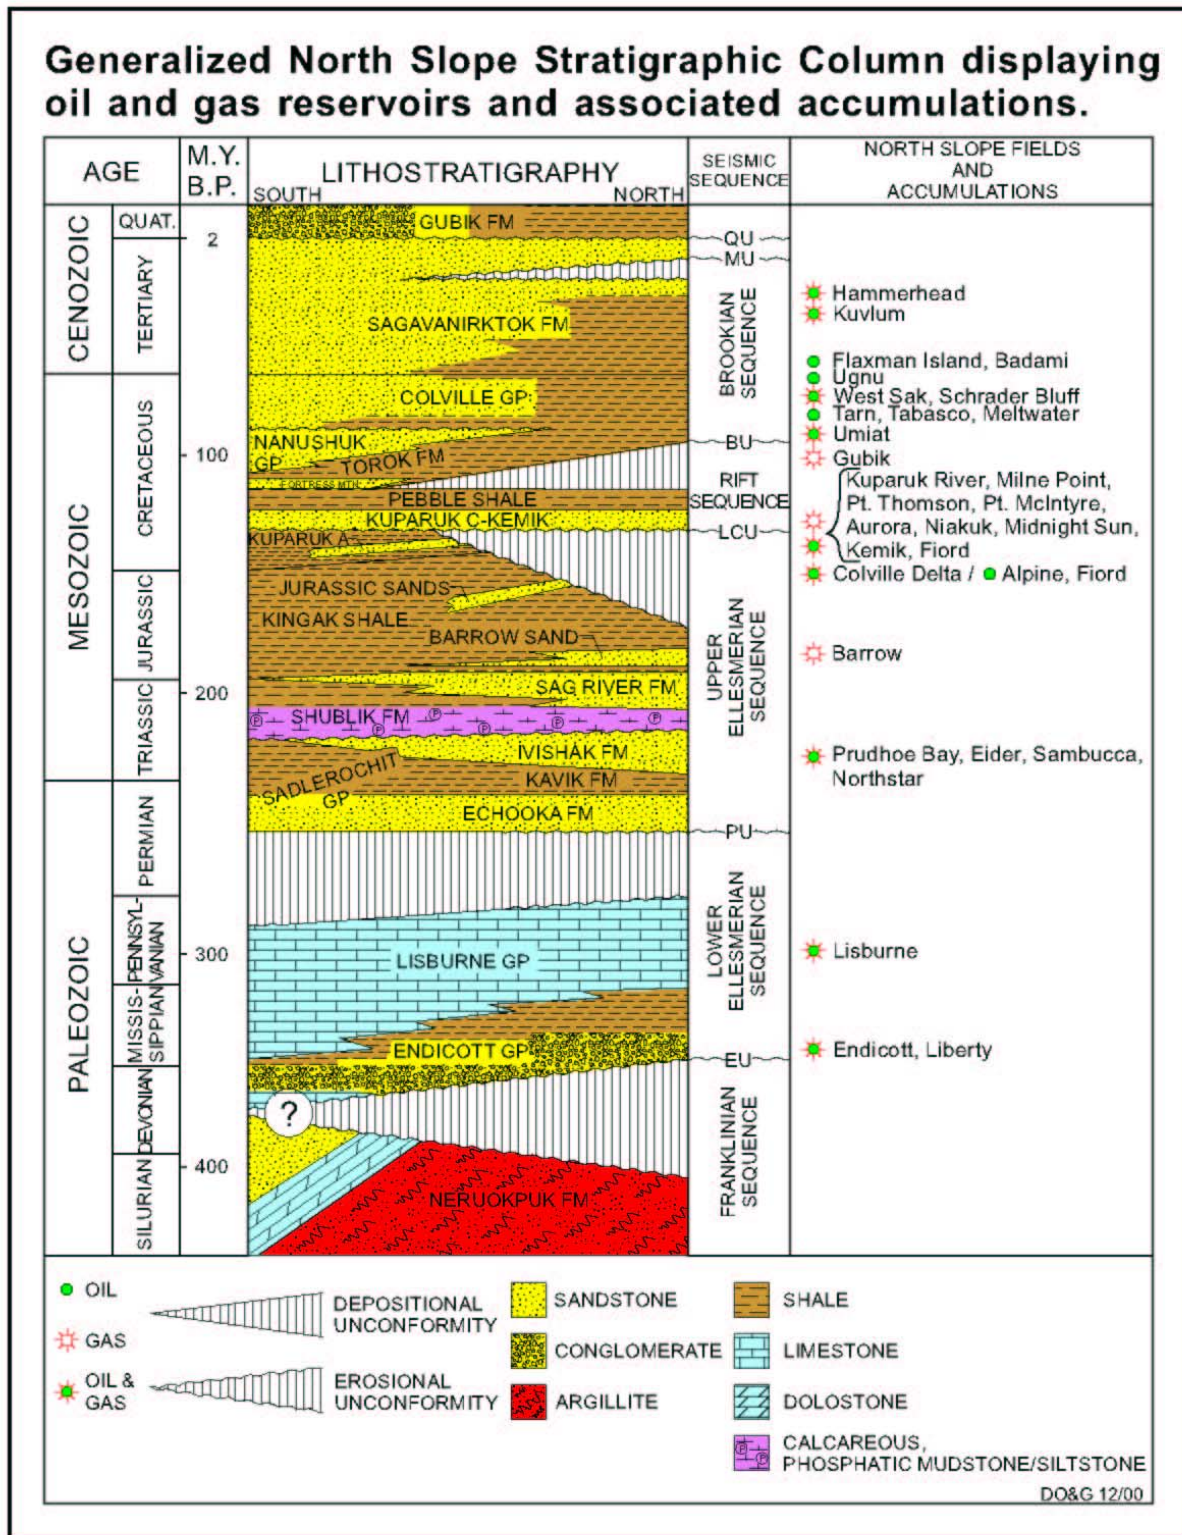 Generalized North Slope Stratigraphic Column displaying
oil and gas reservoirs and associated accumulations.
AGE
M.Y.
B.P.
LITHOSTRATIGRAPHY
SOUTH
NORTH
SEISMIC
SEQUENCE
NORTH SLOPE FIELDS
AND
ACCUMULATIONS
CENOZOIC
MESOZOIC
PALEOZOIC
QUAT.
TERTIARY
CRETACEOUS
JURASSIC
TRIASSIC
PERMIAN
PENNSYL-
VANIAN
MISSIS-
SIPPIAN
DEVONIAN
SILURIAN
2
100
200
300
400
GUBIK FM
SAGAVANIRKTOK FM
COLVILLE GP
NANUSHUK
GP
TOROK FM
FORTRESS MTN
PEBBLE SHALE
KUPARUK C-KEMIK
KUPARUK A
JURASSIC SANDS
KINGAK SHALE
BARROW SAND
SAG RIVER FM
SHUBLIK FM
P
P
P
P
IVISHAK FM
KAVIK FM
SADLEROCHIT
GP
ECHOOKA FM
LISBURNE GP
ENDICOTT GP
?
NERUOKPUK FM
QU
MU
BROOKIAN
SEQUENCE
BU
RIFT
SEQUENCE
LCU
UPPER
ELLESMERIAN
SEQUENCE
PU
LOWER
ELLESMERIAN
SEQUENCE
EU
FRANKLINIAN
SEQUENCE
Hammerhead
Kuvlum
Flaxman Island, Badami
Ugnu
West Sak, Schrader Bluff
Tarn, Tabasco, Meltwater
Umiat
Gubik
Kuparuk River, Milne Point,
Pt. Thomson, Pt. McIntyre,
Aurora, Niakuk, Midnight Sun,
Kemik, Fiord
Colville Delta / Alpine, Fiord
Barrow
Prudhoe Bay, Eider, Sambucca,
Northstar
Lisburne
Endicott, Liberty
OIL
GAS
OIL &
GAS
DEPOSITIONAL
UNCONFORMITY
EROSIONAL
UNCONFORMITY
SANDSTONE
CONGLOMERATE
ARGILLITE
SHALE
LIMESTONE
DOLOSTONE
P
P
CALCAREOUS,
PHOSPHATIC MUDSTONE/SILTSTONE
DO&G 12/00